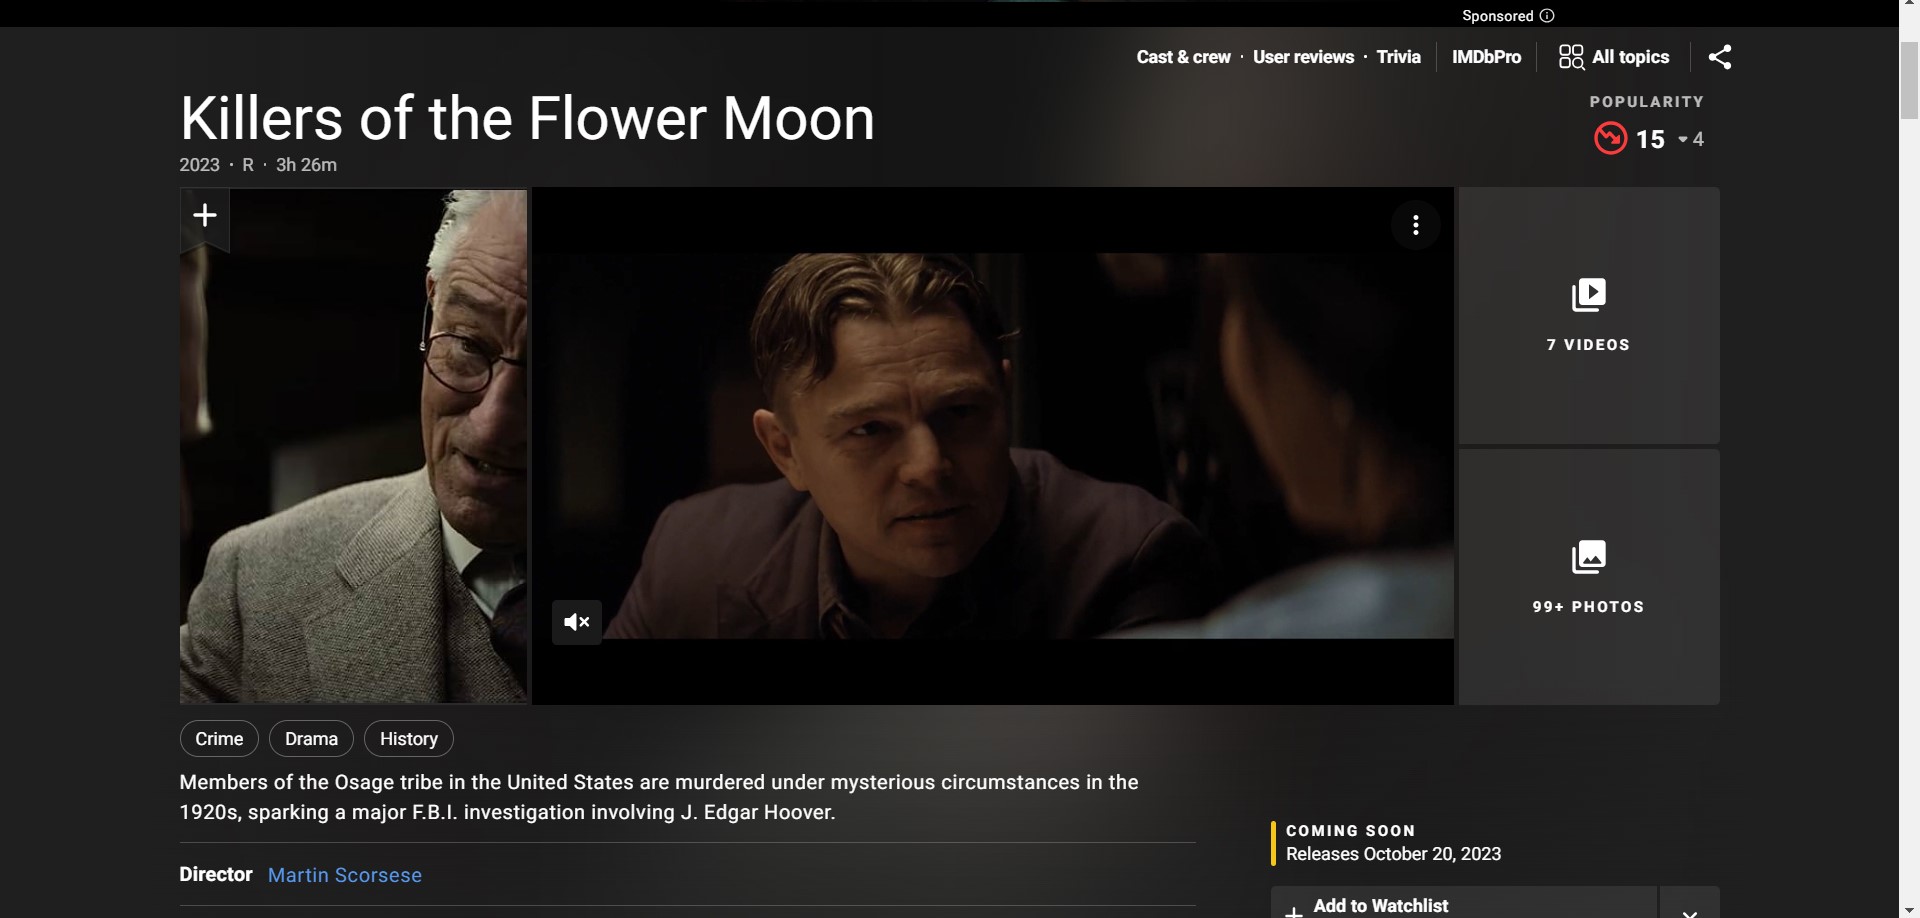 Sponsored
Cast & crew · User reviews · Trivia IMDbPro All topics
Killers of the Flower Moon
2023 · R · 3h 26m
POPULARITY
15 4
7 VIDEOS
99+ PHOTOS
Crime Drama History
Members of the Osage tribe in the United States are murdered under mysterious circumstances in the
1920s, sparking a major F.B.I. investigation involving J. Edgar Hoover.
Director Martin Scorsese
COMING SOON
Releases October 20, 2023
Add to Watchlist